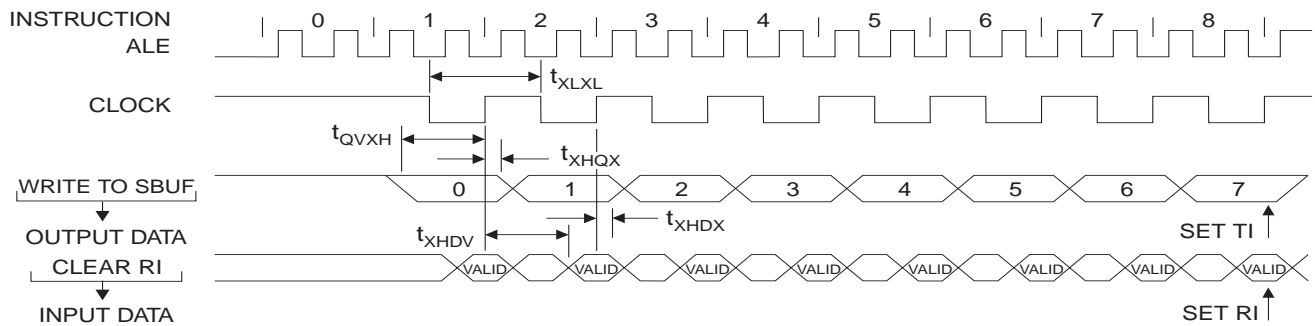 INSTRUCTION 0 1 2 3 4 5 6 7 8
ALE
tXLXL
CLOCK
tQVXH
tXHQX
WRITE TO SBUF 0 1 2 3 4 5 6 7
tXHDX
OUTPUT DATA tXHDV SET TI
CLEAR RI VALID VALID VALID VALID VALID VALID VALID VALID
INPUT DATA SET RI